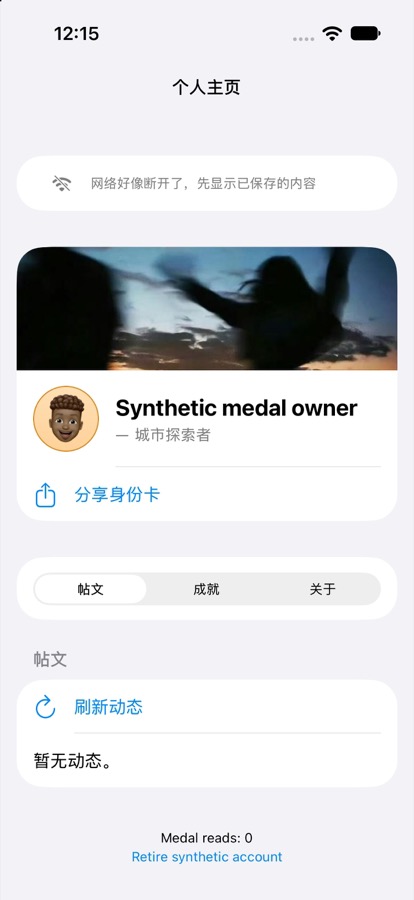 12:15
个人主页
网络好像断开了，先显示已保存的内容
Synthetic medal owner
— 城市探索者
分享身份卡
帖文
成就
关于
帖文
刷新动态
暂无动态。
Medal reads: 0
Retire synthetic account